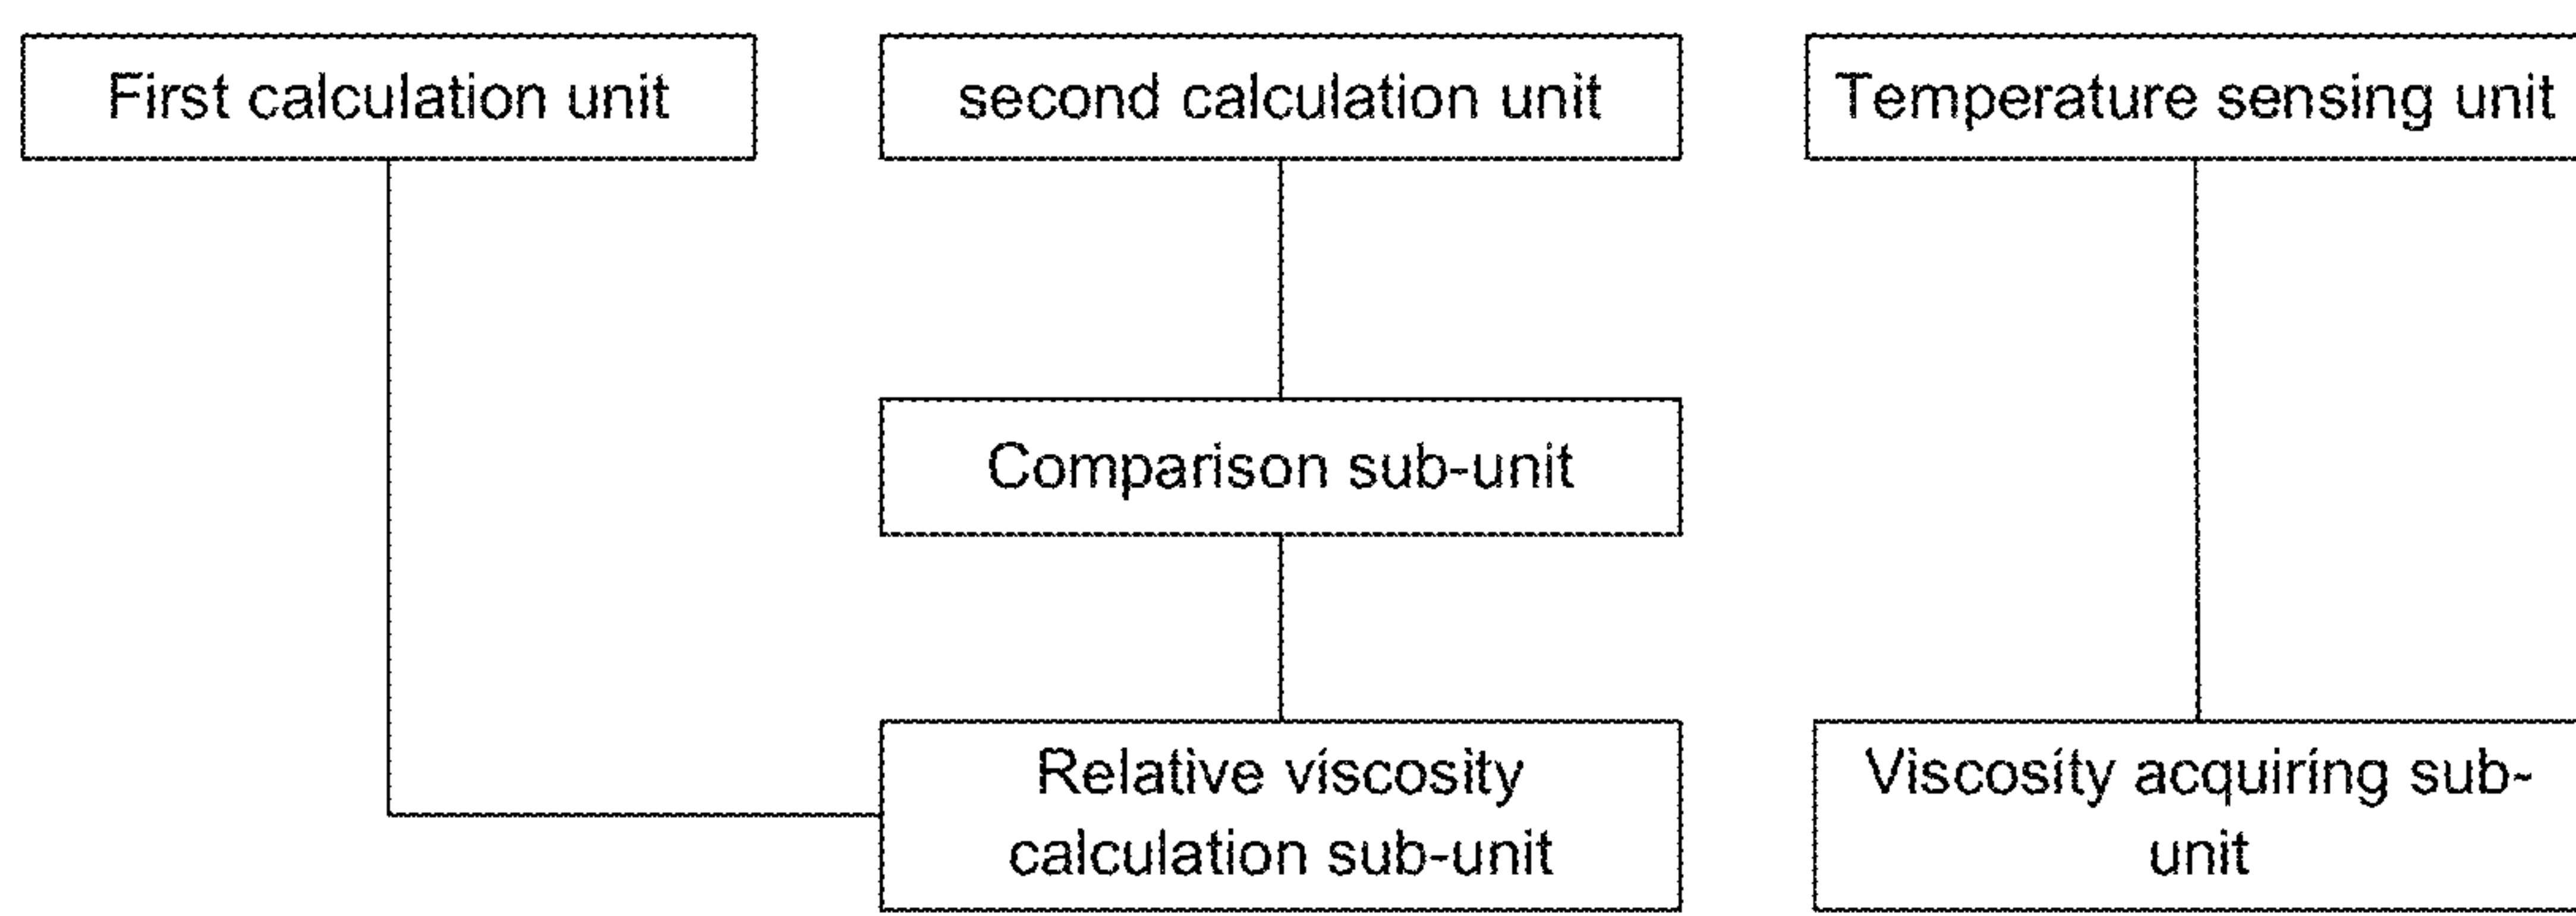 First calculation unit
second calculation unit
Temperature sensing unit
Comparison sub-unit
Relative viscosity
calculation sub-unit
Viscosity acquiring sub-
unit